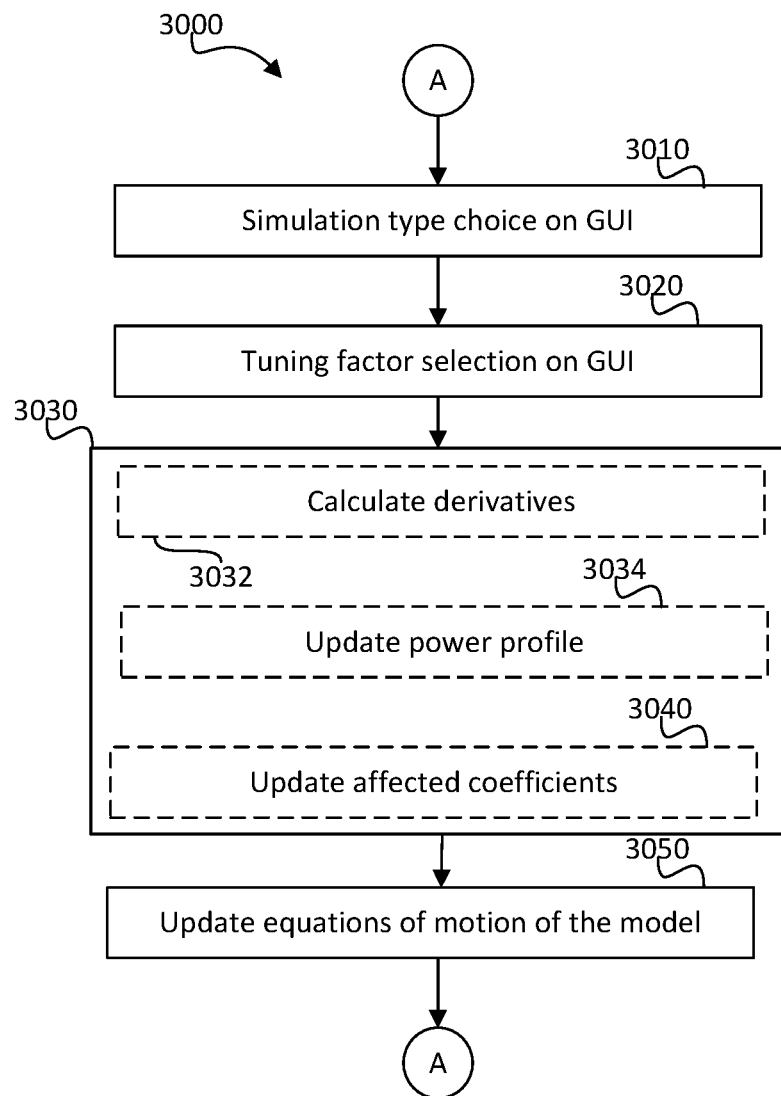 3000
A
3010
Simulation type choice on GUI
3020
Tuning factor selection on GUI
3030
Calculate derivatives
3032
3034
Update power profile
3040
Update affected coefficients
3050
Update equations of motion of the model
A